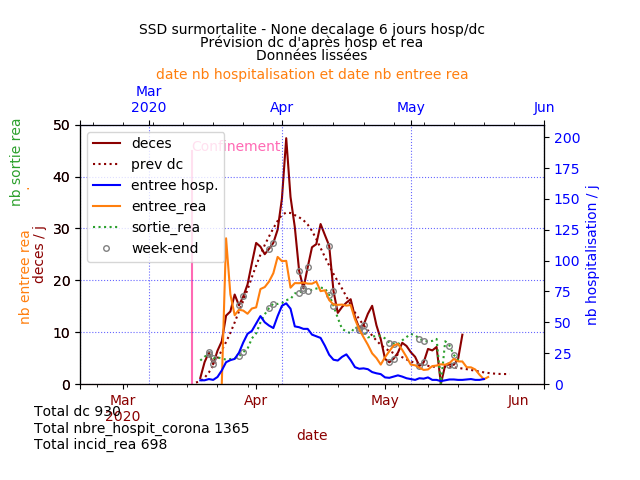 SSD surmortalite - None decalage 6 jours hosp/dc
Prévision dc d'après hosp et rea
Données lissées
date nb hospitalisation et date nb entree rea
Mar
2020
Apr
May
Jun
nb sortie rea
.
nb entree rea
deces / j
50
40
30
20
10
0
Confinement
deces
prev dc
entree hosp.
entree_rea
sortie_rea
week-end
200
175
150
125
100
75
50
25
0
nb hospitalisation / j
Mar
2020
Apr
May
Jun
date
Total dc 930
Total nbre_hospit_corona 1365
Total incid_rea 698